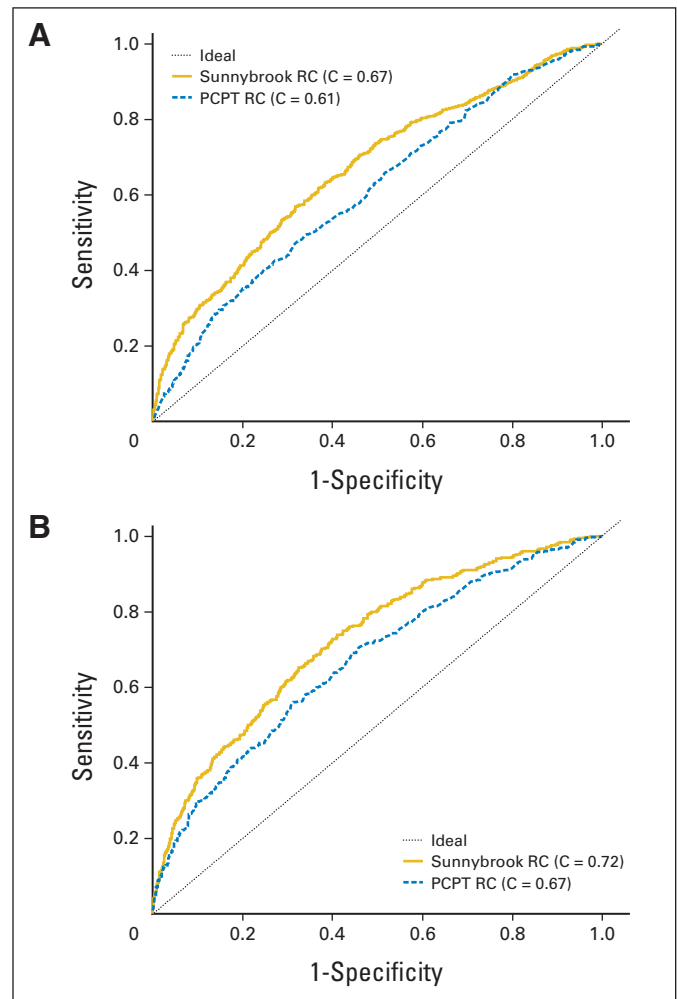 A
Ideal
Sunnybrook RC (C = 0.67)
PCPT RC (C = 0.61)
1.0
0.8
0.6
0.4
0.2
Sensitivity
0 0.2 0.4 0.6 0.8 1.0
1-Specificity
B
1.0
0.8
0.6
0.4
0.2
Sensitivity
Ideal
Sunnybrook RC (C = 0.72)
PCPT RC (C = 0.67)
0 0.2 0.4 0.6 0.8 1.0
1-Specificity